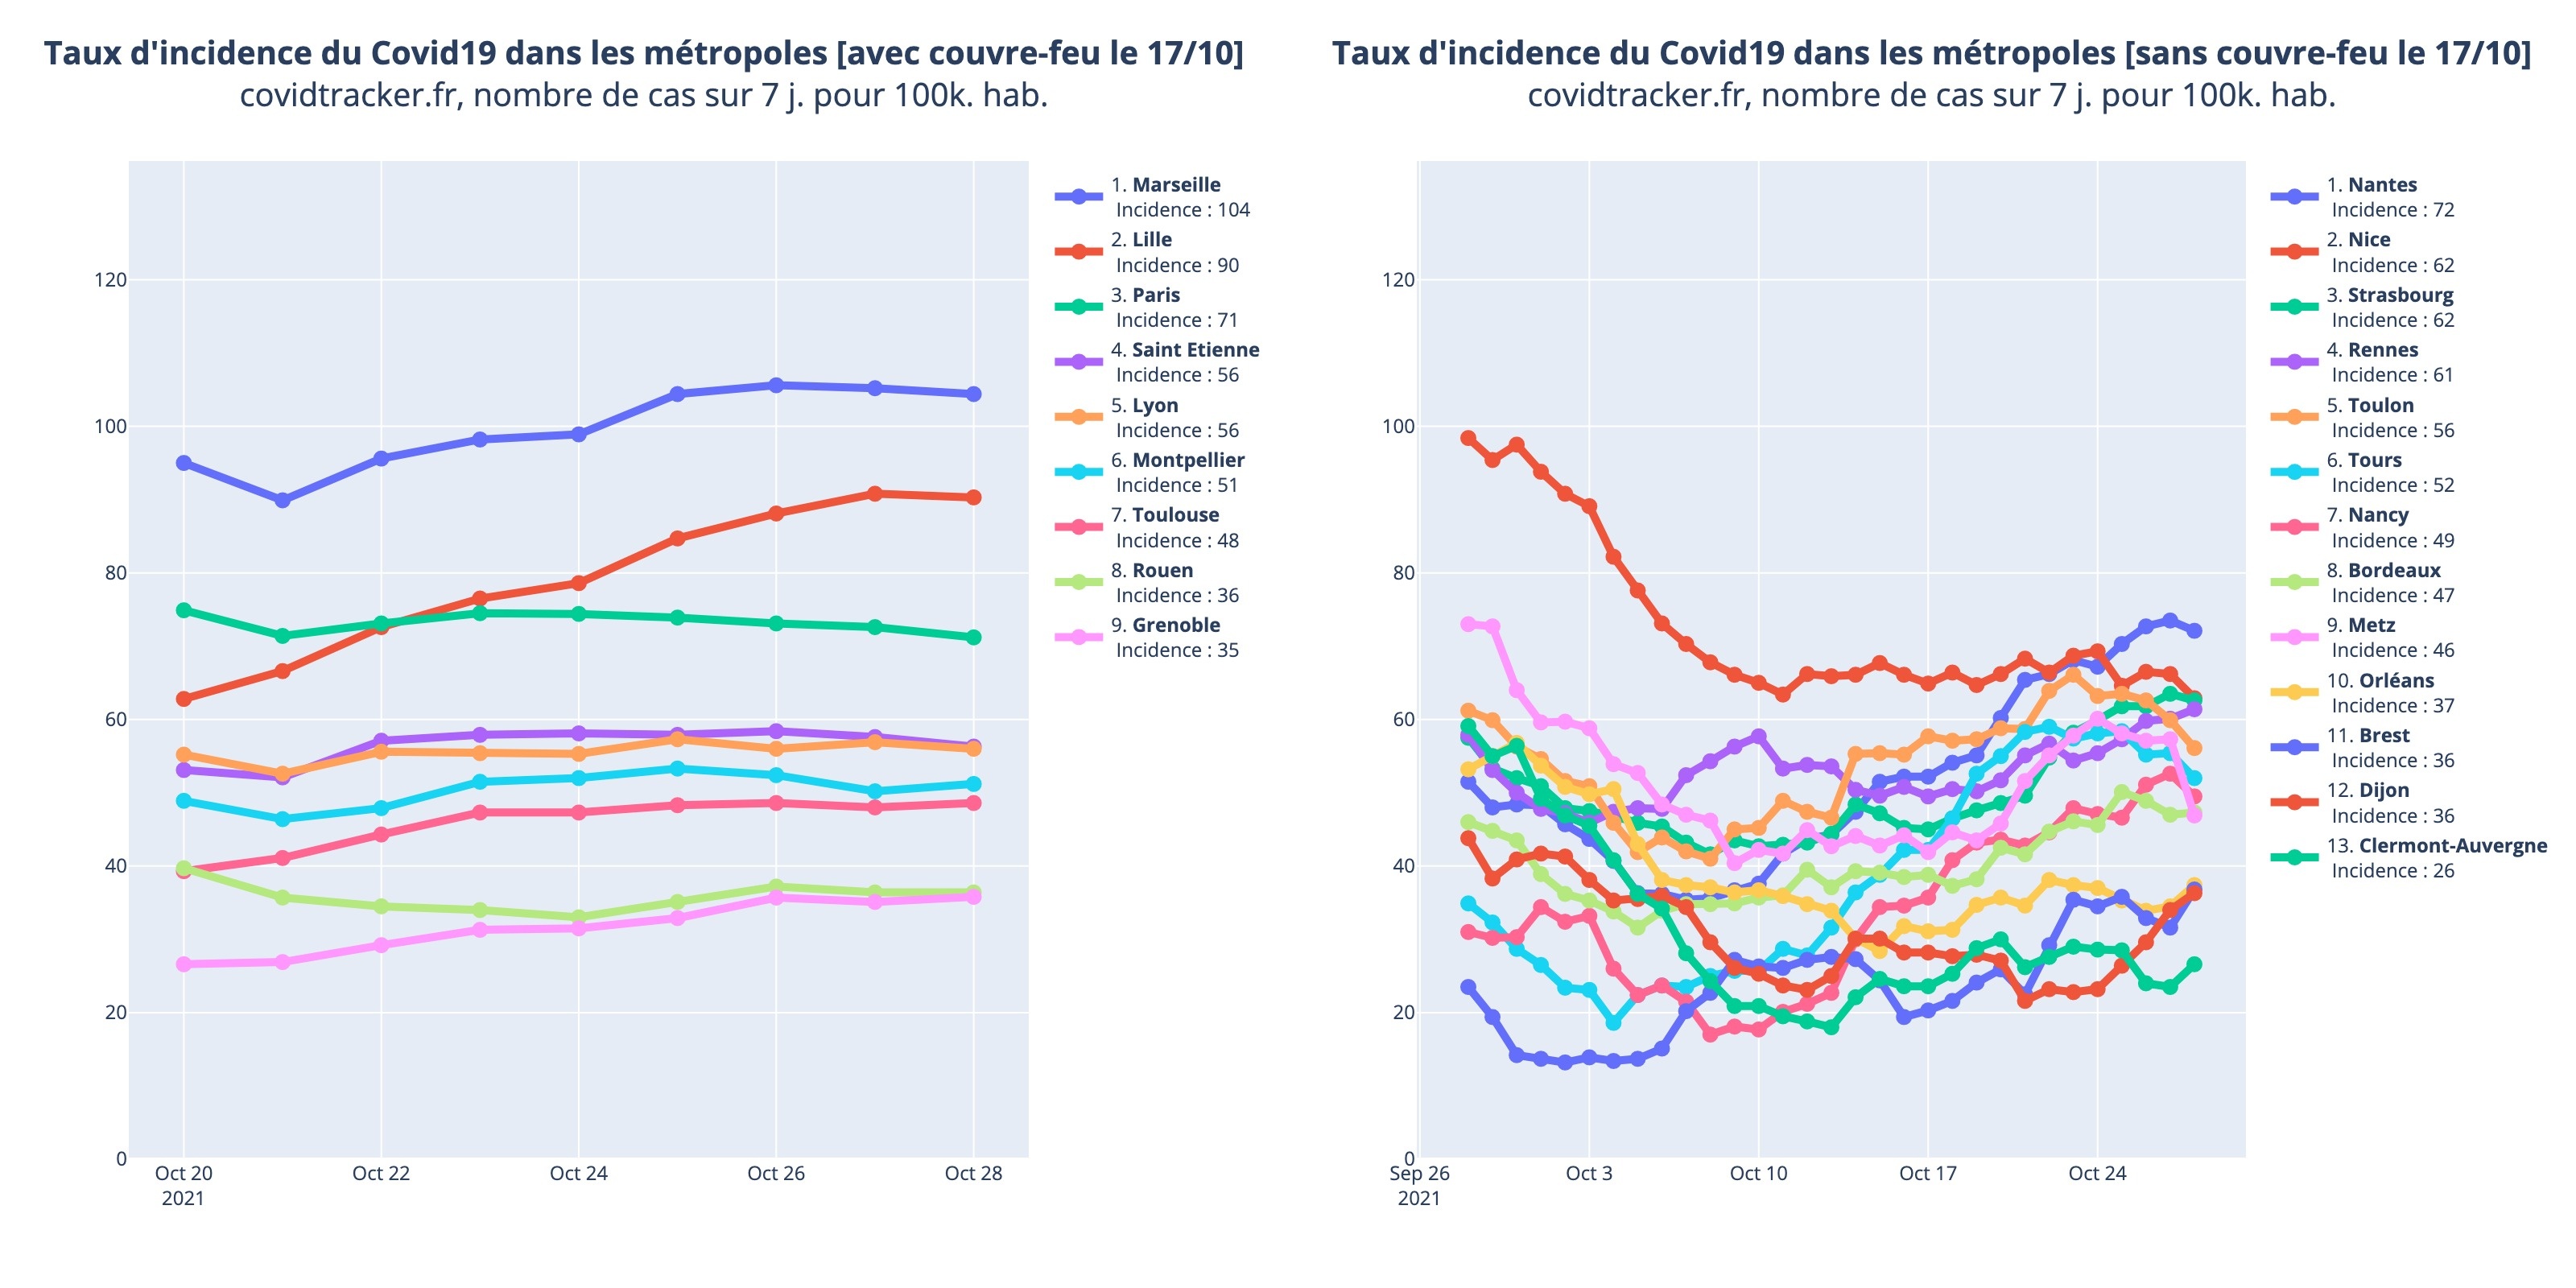 Taux d'incidence du Covid19 dans les métropoles [avec couvre-feu le 17/10]
covidtracker.fr, nombre de cas sur 7 j. pour 100k. hab.
120
100
80
60
40
20
0
Oct 20
2021
Oct 22
Oct 24
Oct 26
Oct 28
1. Marseille
Incidence : 104
2. Lille
Incidence : 90
3. Paris
Incidence : 71
4. Saint Etienne
Incidence : 56
5. Lyon
Incidence : 56
6. Montpellier
Incidence : 51
7. Toulouse
Incidence : 48
8. Rouen
Incidence : 36
9. Grenoble
Incidence : 35
Taux d'incidence du Covid19 dans les métropoles [sans couvre-feu le 17/10]
covidtracker.fr, nombre de cas sur 7 j. pour 100k. hab.
120
100
80
60
40
20
0
Sep 26
2021
Oct 3
Oct 10
Oct 17
Oct 24
1. Nantes
Incidence : 72
2. Nice
Incidence : 62
3. Strasbourg
Incidence : 62
4. Rennes
Incidence : 61
5. Toulon
Incidence : 56
6. Tours
Incidence : 52
7. Nancy
Incidence : 49
8. Bordeaux
Incidence : 47
9. Metz
Incidence : 46
10. Orléans
Incidence : 37
11. Brest
Incidence : 36
12. Dijon
Incidence : 36
13. Clermont-Auvergne
Incidence : 26